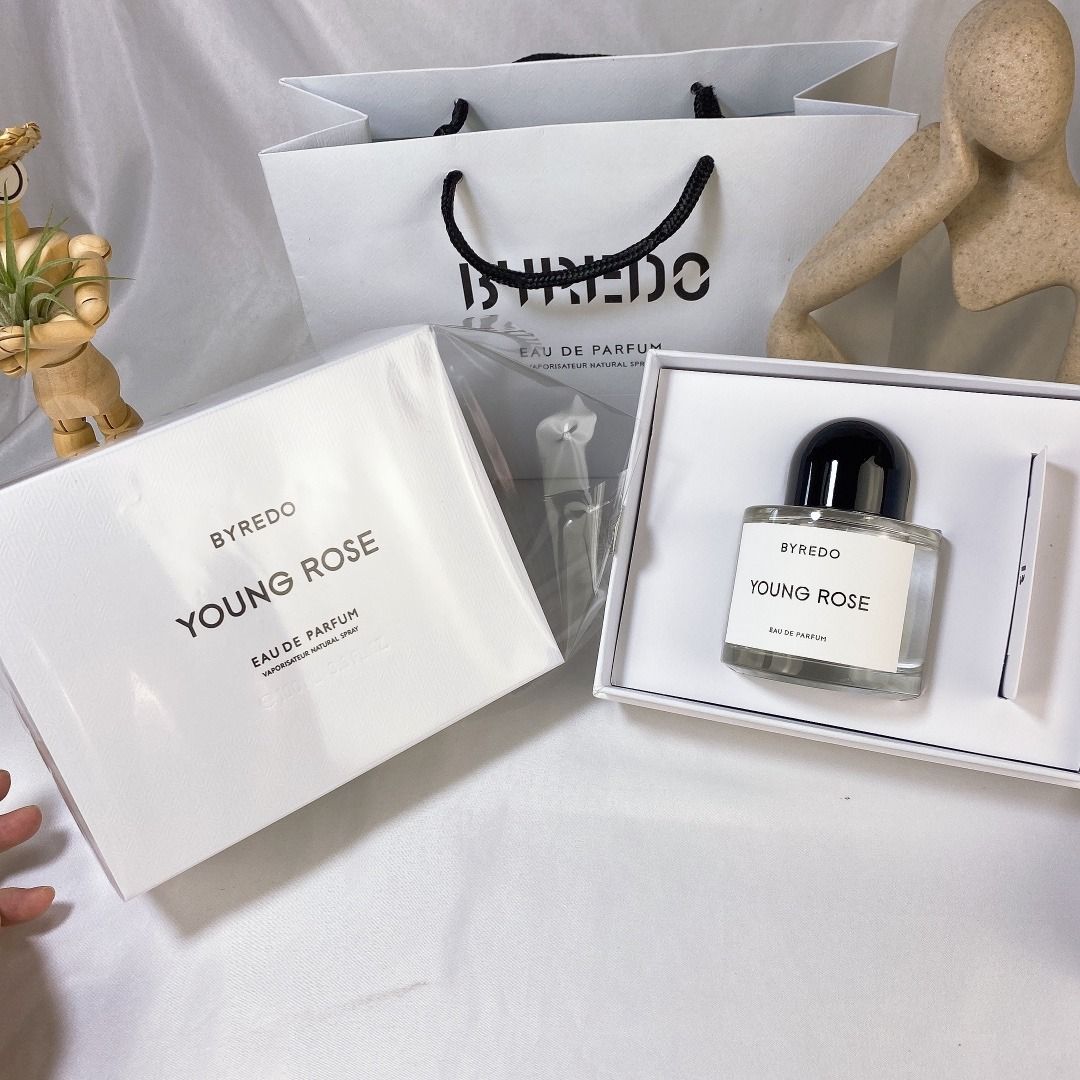 BYREDO
EAU DE PARFUM
VAPORISATEUR NATURAL SPRAY
BYREDO
YOUNG ROSE
EAU DE PARFUM
VAPORISATEUR NATURAL SPRAY
BYREDO
YOUNG ROSE
EAU DE PARFUM